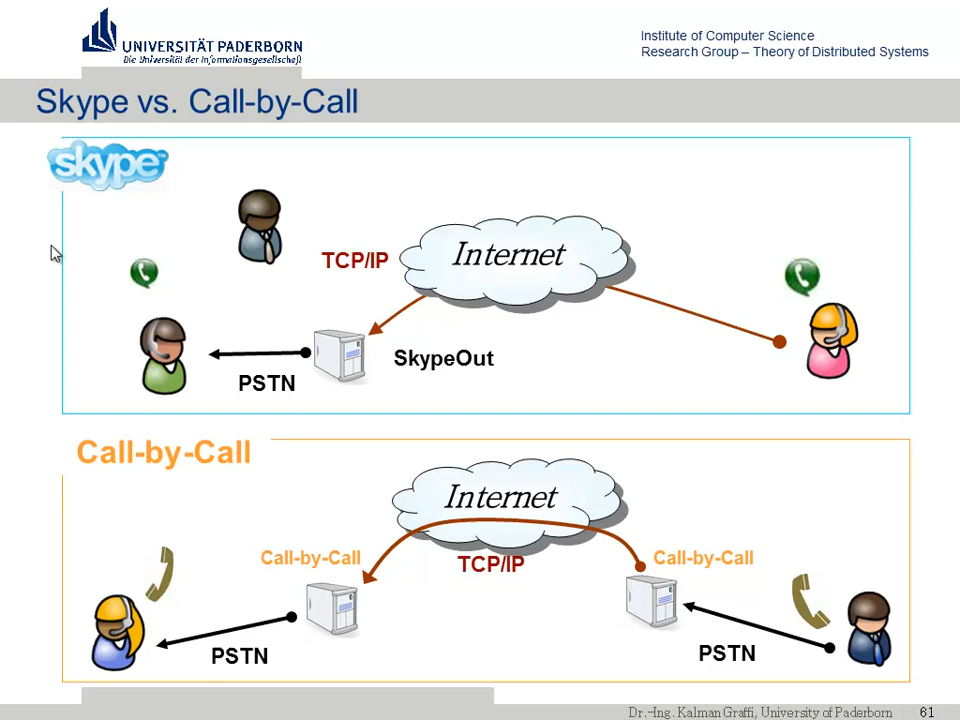 UNIVERSITÄT PADERBORN
Die Universität der Informationsgesellschaft
Institute of Computer Science
Research Group – Theory of Distributed Systems
Skype vs. Call-by-Call
skype™
TCP/IP
Internet
SkypeOut
PSTN
Call-by-Call
Internet
Call-by-Call
TCP/IP
Call-by-Call
PSTN
PSTN
Dr.-Ing. Kalman Graffi, University of Paderborn
61